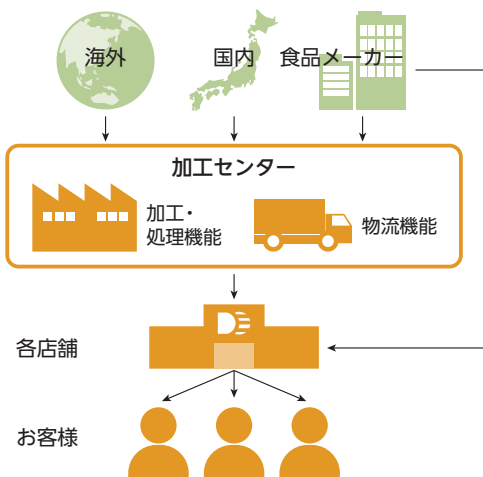 海外
国内
食品メーカー
加工センター
加工・
処理機能
物流機能
各店舗
お客様